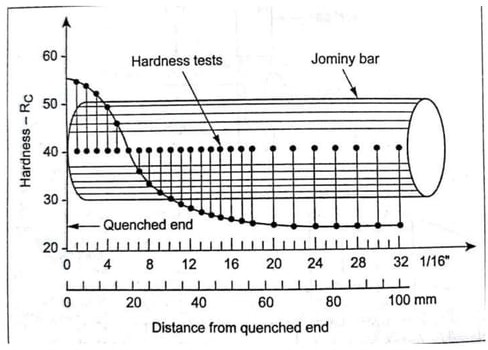 Hardness tests
Jominy bar
Hardness – RC
60
50
40
30
20
Quenched end
0 4 8 12 16 20 24 28 32 1/16"
0 20 40 60 80 100 mm
Distance from quenched end